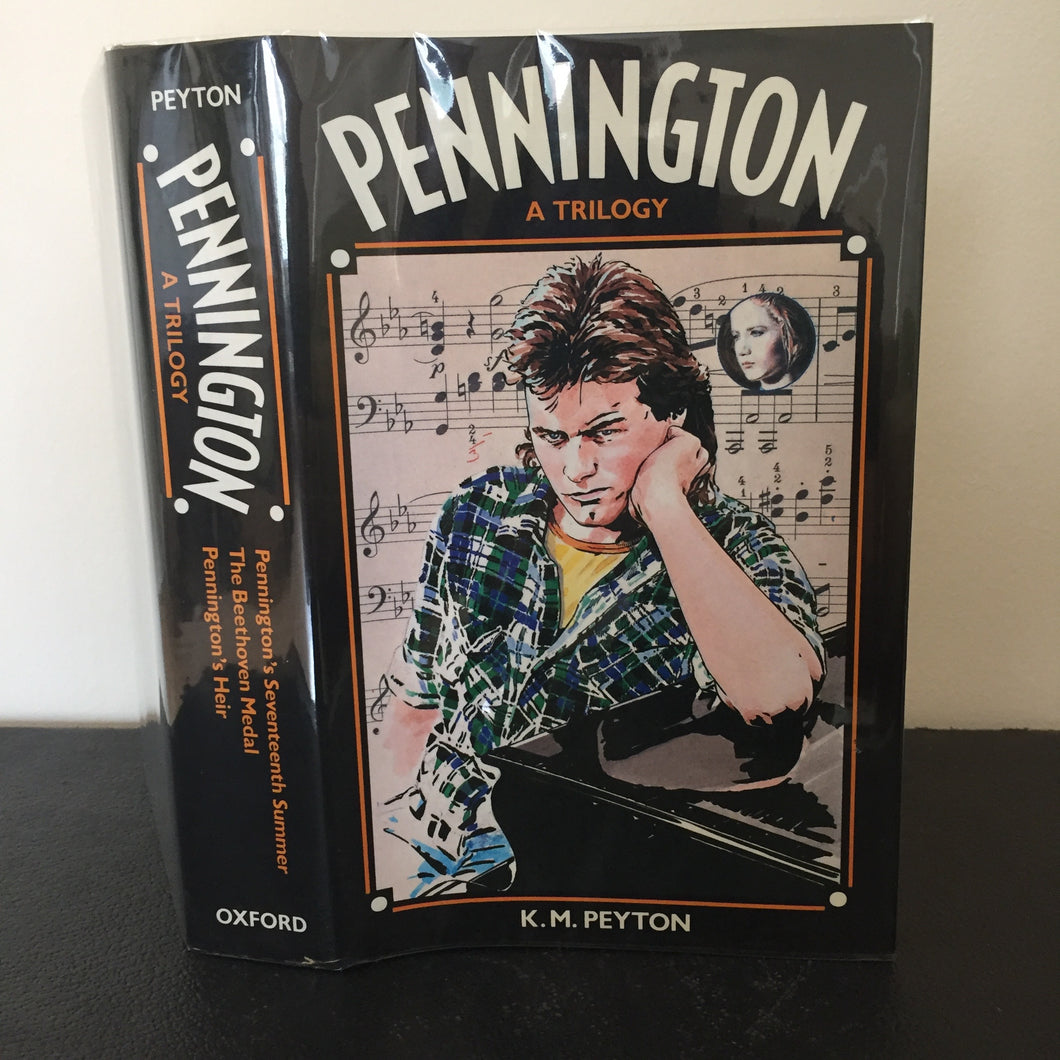 PEYTON
PENNINGTON
A TRILOGY
Pennington's Seventeenth Summer
The Beethoven Medal
Pennington's Heir
OXFORD
PENNINGTON
A TRILOGY
K. M. PEYTON